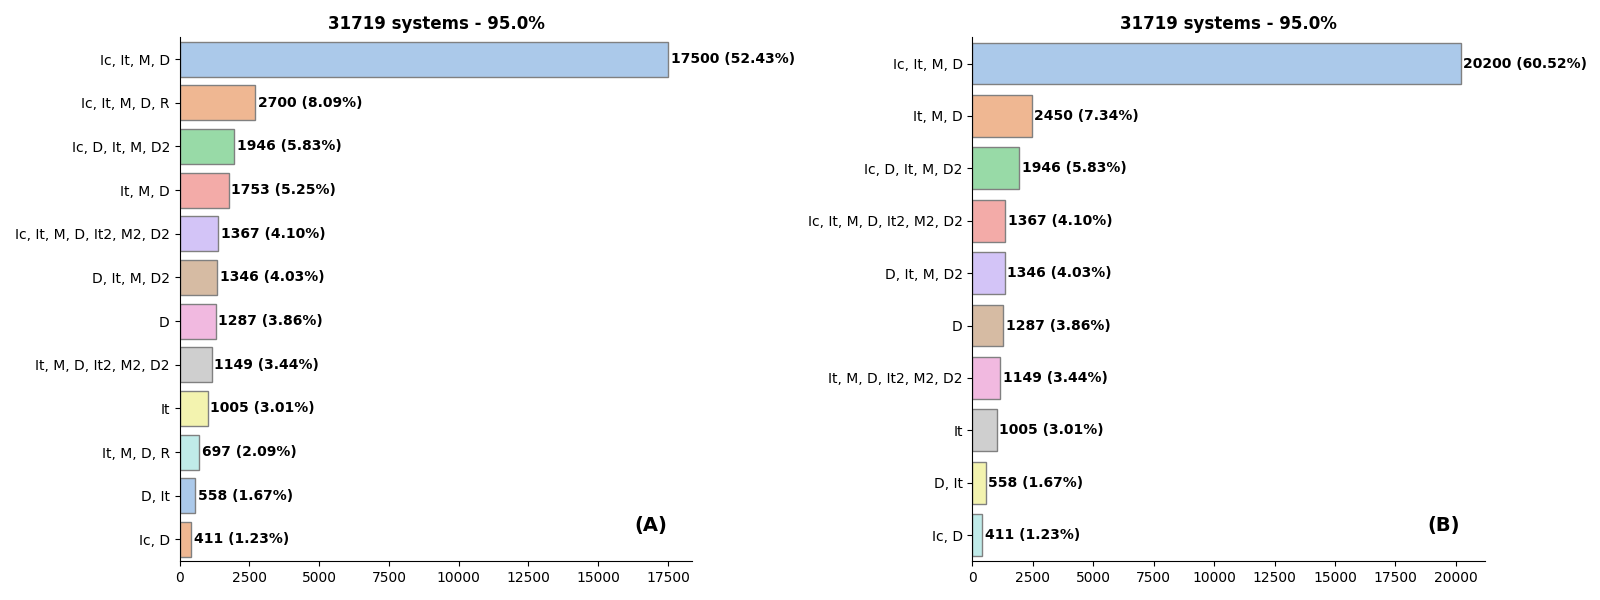 31719 systems - 95.0%
Ic, It, M, D 17500 (52.43%)
Ic, It, M, D, R 2700 (8.09%)
Ic, D, It, M, D2 1946 (5.83%)
It, M, D 1753 (5.25%)
Ic, It, M, D, It2, M2, D2 1367 (4.10%)
D, It, M, D2 1346 (4.03%)
D 1287 (3.86%)
It, M, D, It2, M2, D2 1149 (3.44%)
It 1005 (3.01%)
It, M, D, R 697 (2.09%)
D, It 558 (1.67%)
Ic, D 411 (1.23%)
(A)
0 2500 5000 7500 10000 12500 15000 17500
31719 systems - 95.0%
Ic, It, M, D 20200 (60.52%)
It, M, D 2450 (7.34%)
Ic, D, It, M, D2 1946 (5.83%)
Ic, It, M, D, It2, M2, D2 1367 (4.10%)
D, It, M, D2 1346 (4.03%)
D 1287 (3.86%)
It, M, D, It2, M2, D2 1149 (3.44%)
It 1005 (3.01%)
D, It 558 (1.67%)
Ic, D 411 (1.23%)
(B)
0 2500 5000 7500 10000 12500 15000 17500 20000